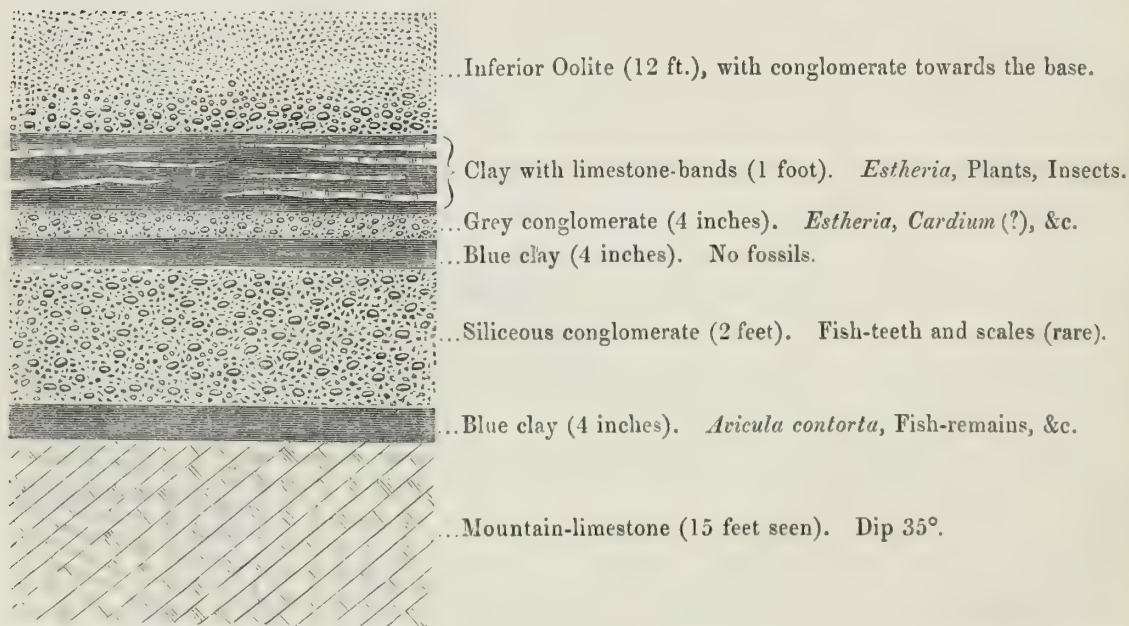 ...Inferior Oolite (12 ft.), with conglomerate towards the base.
Clay with limestone-bands (1 foot). Estheria, Plants, Insects.
...Grey conglomerate (4 inches). Estheria, Cardium (?), &c.
...Blue clay (4 inches). No fossils.
...Siliceous conglomerate (2 feet). Fish-teeth and scales (rare).
...Blue clay (4 inches). Avicula contorta, Fish-remains, &c.
...Mountain-limestone (15 feet seen). Dip 35°.